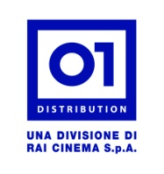 01
DISTRIBUTION
UNA DIVISIONE DI
RAI CINEMA S.p.A.